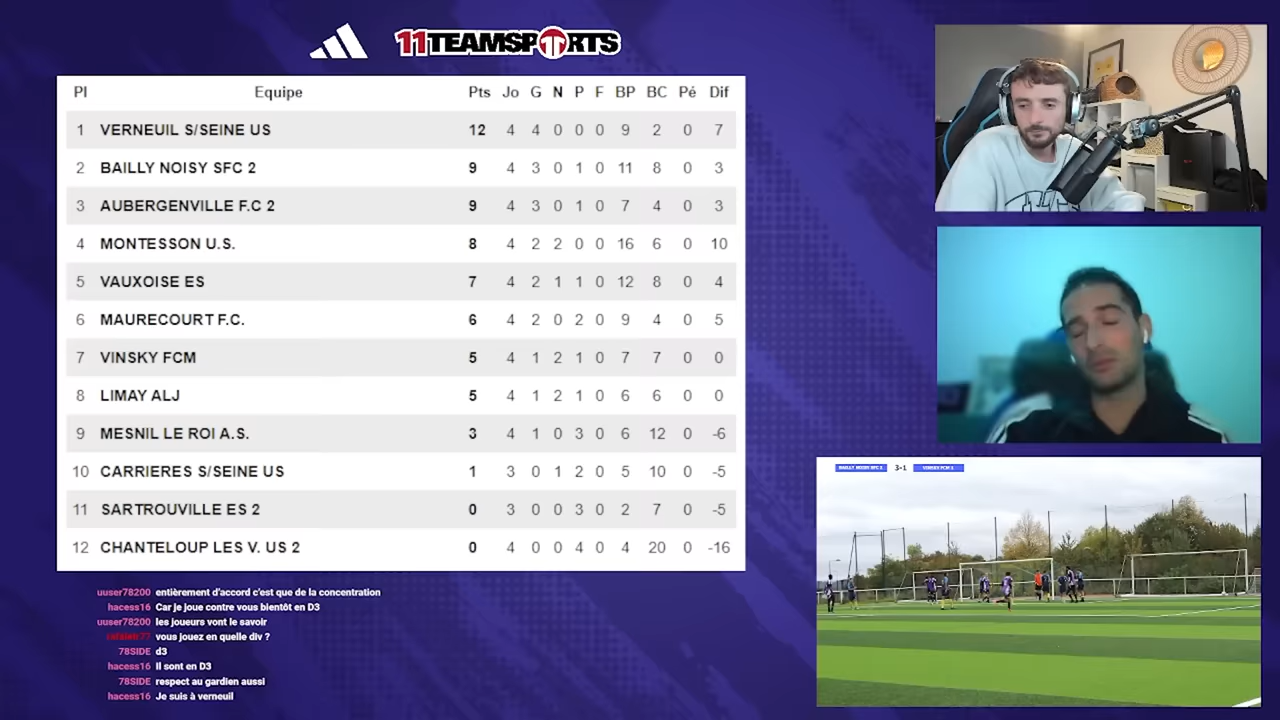 11TEAMSPORTS
Pl Equipe Pts Jo G N P F BP BC Pé Dif
1 VERNEUIL S/SEINE US 12 4 4 0 0 0 9 2 0 7
2 BAILLY NOISY SFC 2 9 4 3 0 1 0 11 8 0 3
3 AUBERGENVILLE F.C 2 9 4 3 0 1 0 7 4 0 3
4 MONTESSON U.S. 8 4 2 2 0 0 16 6 0 10
5 VAUXOISE ES 7 4 2 1 1 0 12 8 0 4
6 MAURECOURT F.C. 6 4 2 0 2 0 9 4 0 5
7 VINSKY FCM 5 4 1 2 1 0 7 7 0 0
8 LIMAY ALJ 5 4 1 2 1 0 6 6 0 0
9 MESNIL LE ROI A.S. 3 4 1 0 3 0 6 12 0 -6
10 CARRIERES S/SEINE US 1 3 0 1 2 0 5 10 0 -5
11 SARTROUVILLE ES 2 0 3 0 0 3 0 2 7 0 -5
12 CHANTELOUP LES V. US 2 0 4 0 0 4 0 4 20 0 -16
uuser78200 entièrement d'accord c'est que de la concentration
hacess16 Car je joue contre vous bientôt en D3
uuser78200 les joueurs vont le savoir
vous jouez en quelle div ?
78SIDE d3
hacess16 Il sont en D3
78SIDE respect au gardien aussi
hacess16 Je suis à verneuil
3-1